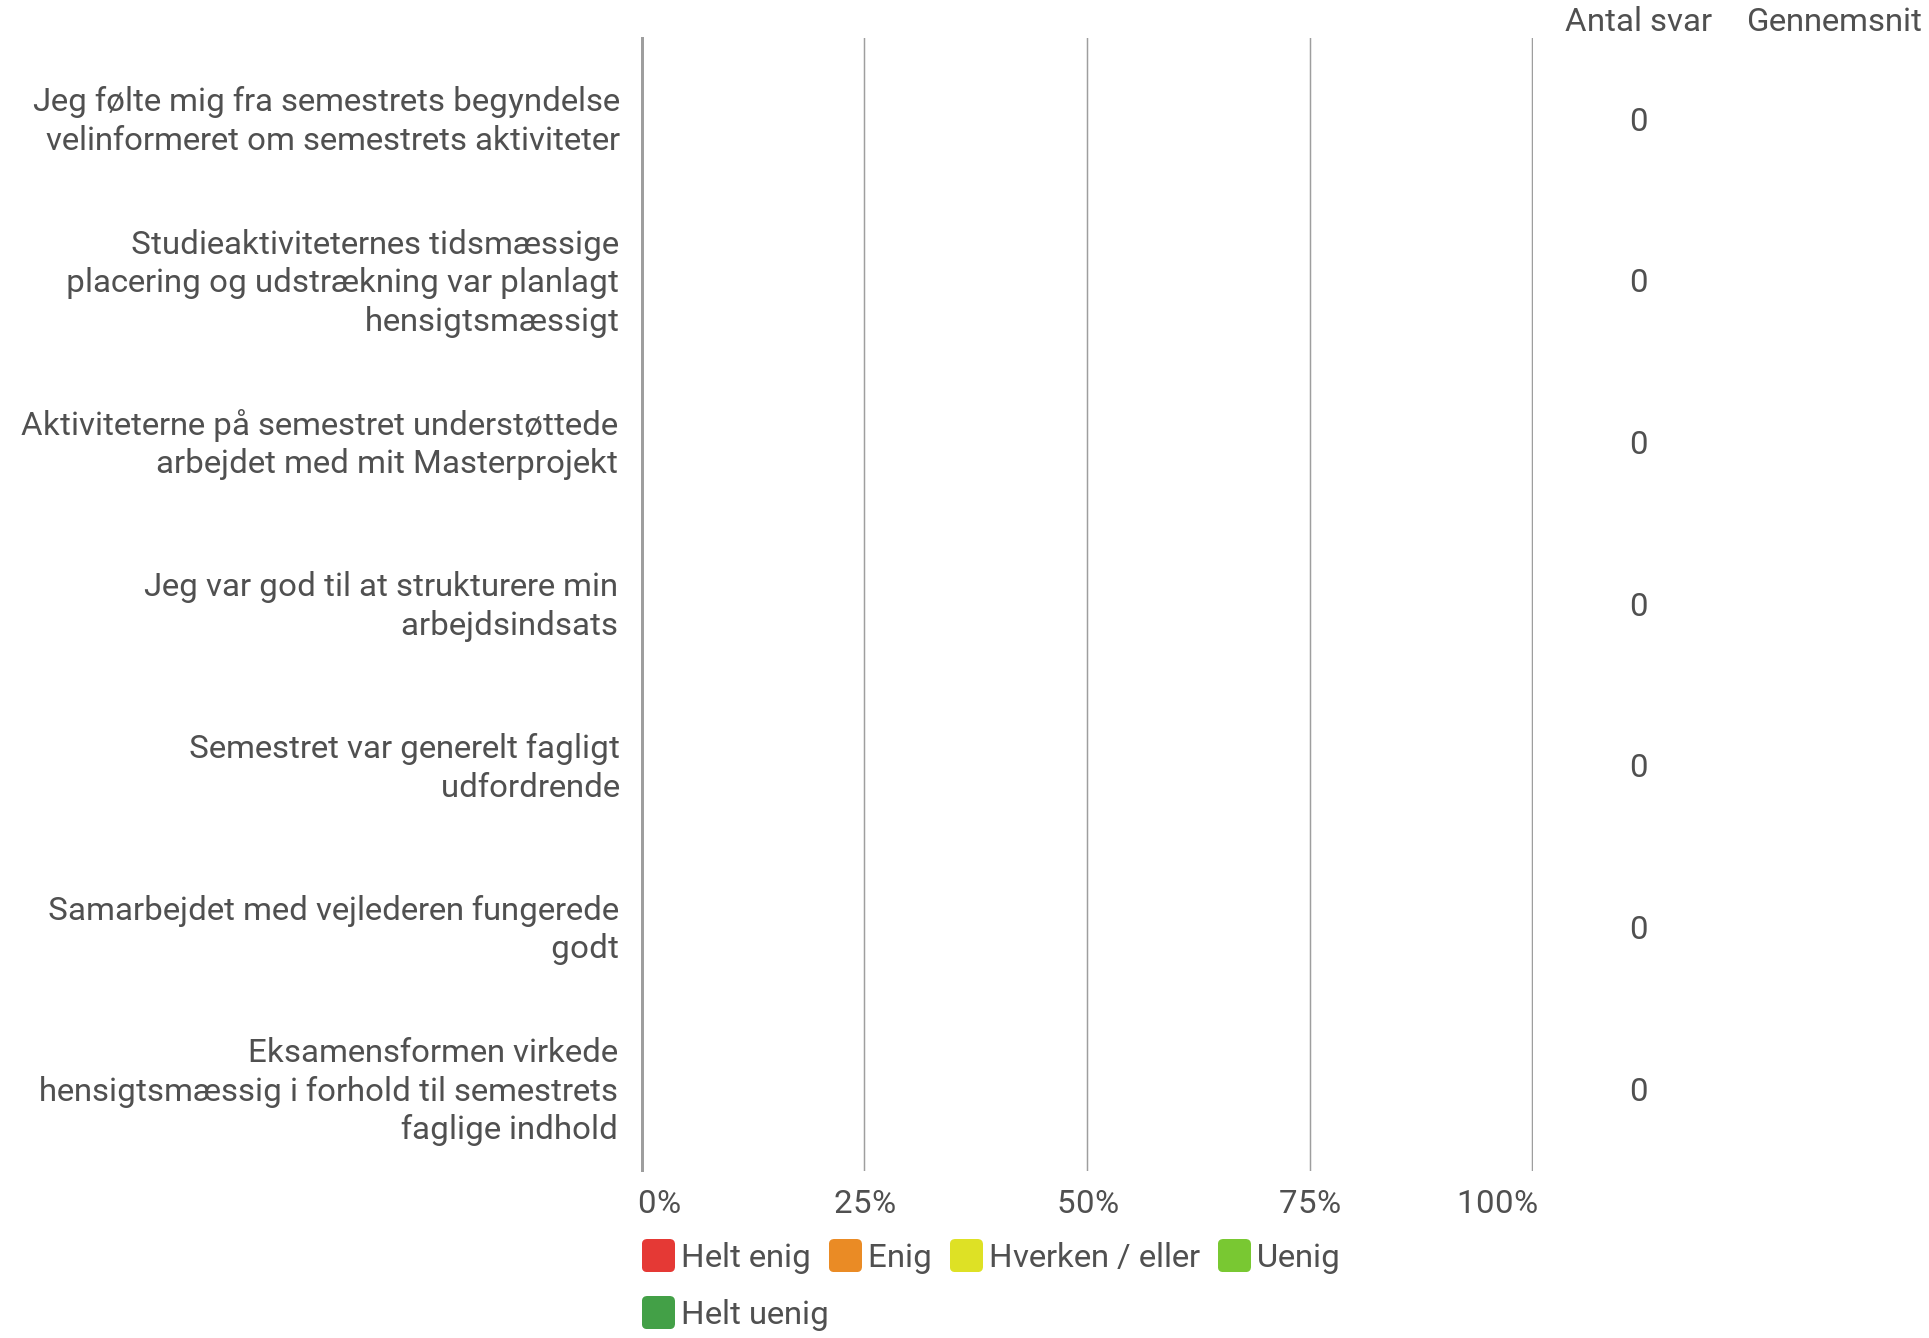 Antal svar Gennemsnit
Jeg følte mig fra semestrets begyndelse
velinformeret om semestrets aktiviteter
0
Studieaktiviteternes tidsmæssige
placering og udstrækning var planlagt
hensigtsmæssigt
0
Aktiviteterne på semestret understøttede
arbejdet med mit Masterprojekt
0
Jeg var god til at strukturere min
arbejdsindsats
0
Semestret var generelt fagligt
udfordrende
0
Samarbejdet med vejlederen fungerede
godt
0
Eksamensformen virkede
hensigtsmæssig i forhold til semestrets
faglige indhold
0
0% 25% 50% 75% 100%
Helt enig Enig Hverken / eller Uenig
Helt uenig